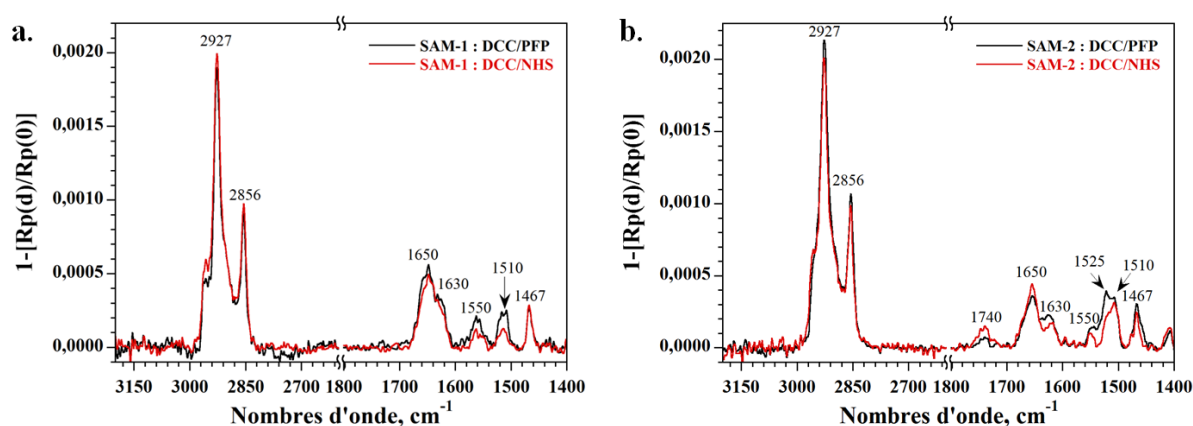 a.
SAM-1 : DCC/PFP
SAM-1 : DCC/NHS
2927
2856
1650
1630
1550
1510
1467
0,0020
0,0015
0,0010
0,0005
0,0000
1-[Rp(d)/Rp(0)]
3150 3000 2850 2700 1800 1700 1600 1500 1400
Nombres d'onde, cm-1
b.
SAM-2 : DCC/PFP
SAM-2 : DCC/NHS
2927
2856
1740
1650
1630
1550
1525
1510
1467
0,0020
0,0015
0,0010
0,0005
0,0000
1-[Rp(d)/Rp(0)]
3150 3000 2850 2700 1800 1700 1600 1500 1400
Nombres d'onde, cm-1